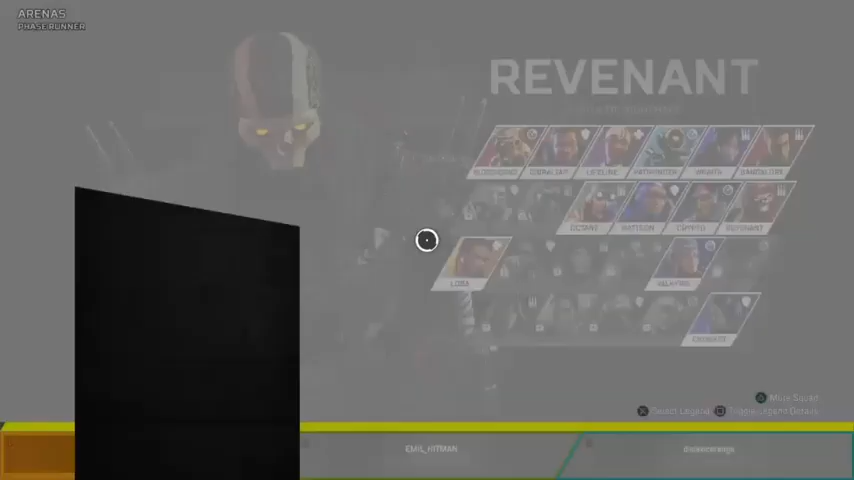 ARENAS
PHASE RUNNER
REVENANT
BLOODHOUND GIBRALTAR LIFELINE PATHFINDER WRAITH BANGALORE
OCTANE WATTSON CRYPTO REVENANT
LOBA VALKYRIE
CATALYST
Mute Squad
Select Legend Toggle Legend Details
EMIL_HITMAN